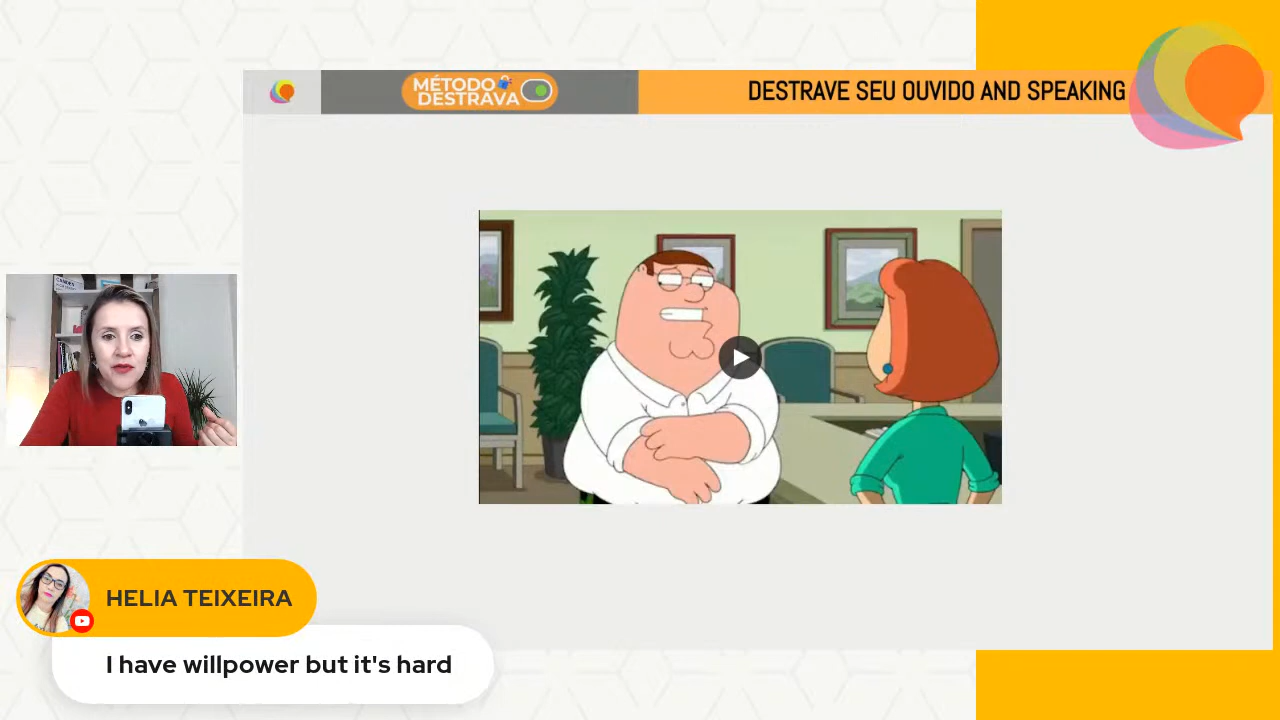 MÉTODO
DESTRAVA
DESTRAVE SEU OUVIDO AND SPEAKING
HELIA TEIXEIRA
I have willpower but it's hard